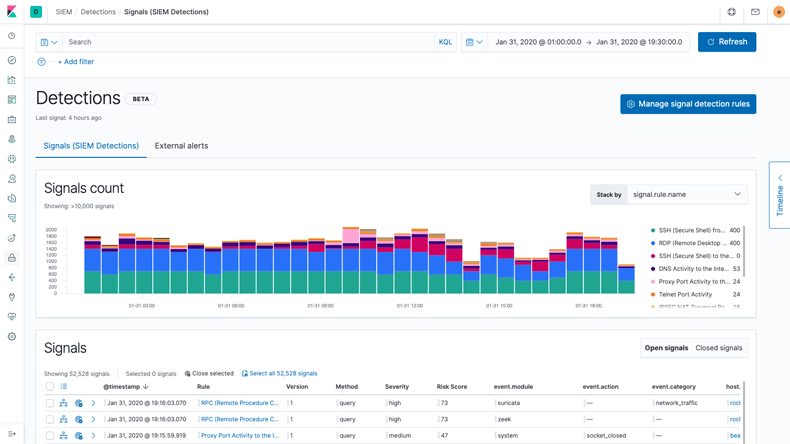 D SIEM / Detections / Signals (SIEM Detections) e
Search KQL Jan 31, 2020 @ 01:00:00.0 → Jan 31, 2020 @ 19:30:00.0 Refresh
+ Add filter
Detections BETA
Manage signal detection rules
Last signal: 4 hours ago
Signals (SIEM Detections) External alerts
Timeline
Signals count
Showing: >10,000 signals
Stack by signal.rule.name
2000
1800
1600
1400
1200
1000
800
600
400
200
0
01-31 03:00 01-31 06:00 01-31 09:00 01-31 12:00 01-31 15:00 01-31 18:00
SSH (Secure Shell) fro... 400
RDP (Remote Desktop ... 400
SSH (Secure Shell) to the... 0
DNS Activity to the Inte... 53
Proxy Port Activity to th... 24
Telnet Port Activity 24
IPSEC NAT Traversal Po...
Signals
Open signals Closed signals
Showing 52,528 signals Selected 0 signals Close selected Select all 52,528 signals
@timestamp Rule Version Method Severity Risk Score event.module event.action event.category host.
Jan 31, 2020 @ 19:16:03.070 RPC (Remote Procedure C... 1 query high 73 suricata — network_traffic rocl
Jan 31, 2020 @ 19:16:03.070 RPC (Remote Procedure C... 1 query high 73 zeek — — rocl
Jan 31, 2020 @ 19:15:59.919 Proxy Port Activity to the I... 1 query medium 47 system socket_closed — bea